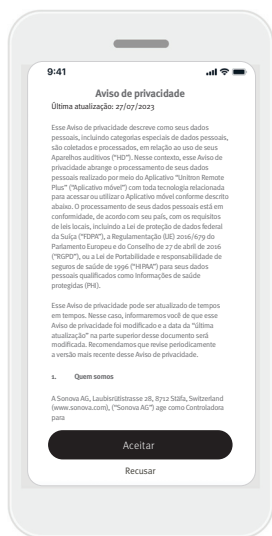 9:41
Aviso de privacidade
Última atualização: 27/07/2023
Esse Aviso de privacidade descreve como seus dados
pessoais, incluindo categorias especiais de dados pessoais,
são coletados e processados, em relação ao uso de seus
Aparelhos auditivos ("HD"). Nesse contexto, esse Aviso de
privacidade abrange o processamento de seus dados
pessoais realizado por meio do Aplicativo "Unitron Remote
Plus" ("Aplicativo móvel") com toda tecnologia relacionada
para acessar ou utilizar o Aplicativo móvel conforme descrito
abaixo. O processamento de seus dados pessoais está em
conformidade, de acordo com seu país, com os requisitos
de leis locais, incluindo a Lei de proteção de dados federal
da Suíça ("FDPA"), a Regulamentação (UE) 2016/679 do
Parlamento Europeu e do Conselho de 27 de abril de 2016
("RGPD"), ou a Lei de Portabilidade e responsabilidade de
seguros de saúde de 1996 ("HIPAA") para seus dados
pessoais qualificados como Informações de saúde
protegidas (PHI).
Esse Aviso de privacidade pode ser atualizado de tempos
em tempos. Nesse caso, informaremos você de que esse
Aviso de privacidade foi modificado e a data da "última
atualização" na parte superior desse documento será
modificada. Recomendamos que revise periodicamente
a versão mais recente desse Aviso de privacidade.
1. Quem somos
A Sonova AG, Laubisrütistrasse 28, 8712 Stäfa, Switzerland
(www.sonova.com), ("Sonova AG") age como Controladora
para
Aceitar
Recusar